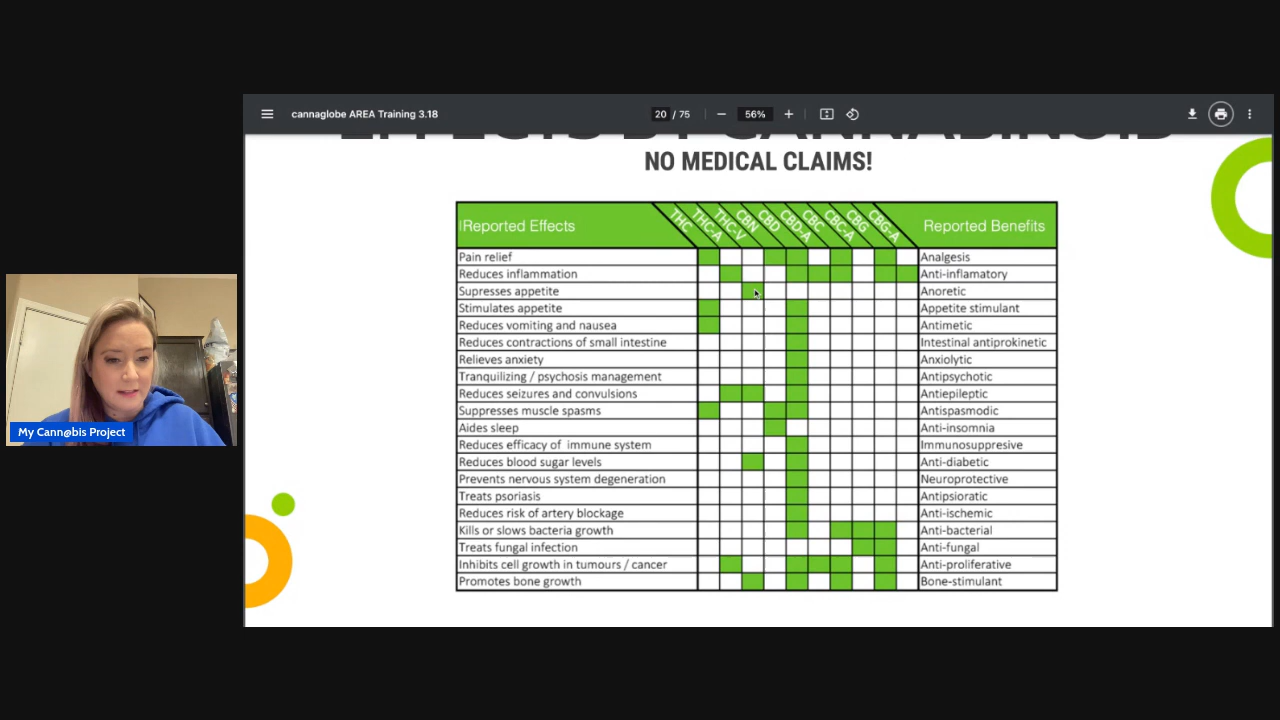 cannaglobe AREA Training 3.18
20 / 75
56%
EFFECTS BY CANNABINOID
NO MEDICAL CLAIMS!
Reported Effects THC THC-A THC-V CBN CBD CBD-A CBC CBC-A CBG CBG-A Reported Benefits
Pain relief Analgesis
Reduces inflammation Anti-inflamatory
Supresses appetite Anoretic
Stimulates appetite Appetite stimulant
Reduces vomiting and nausea Antimetic
Reduces contractions of small intestine Intestinal antiprokinetic
Relieves anxiety Anxiolytic
Tranquilizing / psychosis management Antipsychotic
Reduces seizures and convulsions Antiepileptic
Suppresses muscle spasms Antispasmodic
Aides sleep Anti-insomnia
Reduces efficacy of immune system Immunosuppresive
Reduces blood sugar levels Anti-diabetic
Prevents nervous system degeneration Neuroprotective
Treats psoriasis Antipsioratic
Reduces risk of artery blockage Anti-ischemic
Kills or slows bacteria growth Anti-bacterial
Treats fungal infection Anti-fungal
Inhibits cell growth in tumours / cancer Anti-proliferative
Promotes bone growth Bone-stimulant
My Cann@bis Project